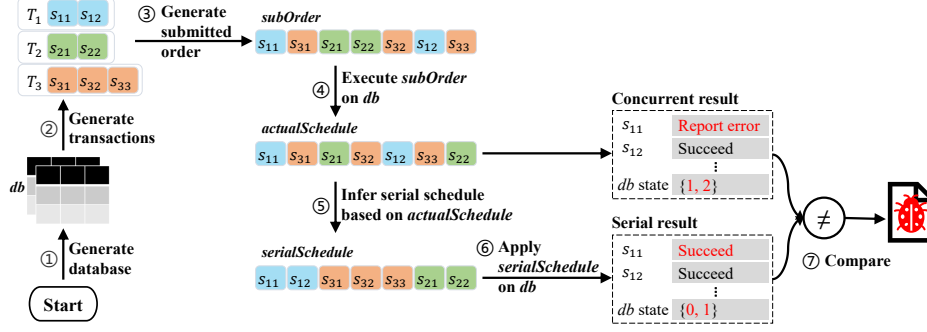 T₁ s₁₁ s₁₂
T₂ s₂₁ s₂₂
T₃ s₃₁ s₃₂ s₃₃
③ Generate
submitted
order
subOrder
s₁₁ s₃₁ s₂₁ s₂₂ s₃₂ s₁₂ s₃₃
② Generate
transactions
db
① Generate
database
Start
④ Execute subOrder
on db
actualSchedule
s₁₁ s₃₁ s₂₁ s₃₂ s₁₂ s₃₃ s₂₂
⑤ Infer serial schedule
based on actualSchedule
serialSchedule
s₁₁ s₁₂ s₃₁ s₃₂ s₃₃ s₂₁ s₂₂
⑥ Apply
serialSchedule
on db
Concurrent result
s₁₁ Report error
s₁₂ Succeed
⋮
db state {1, 2}
Serial result
s₁₁ Succeed
s₁₂ Succeed
⋮
db state {0, 1}
≠
⑦ Compare